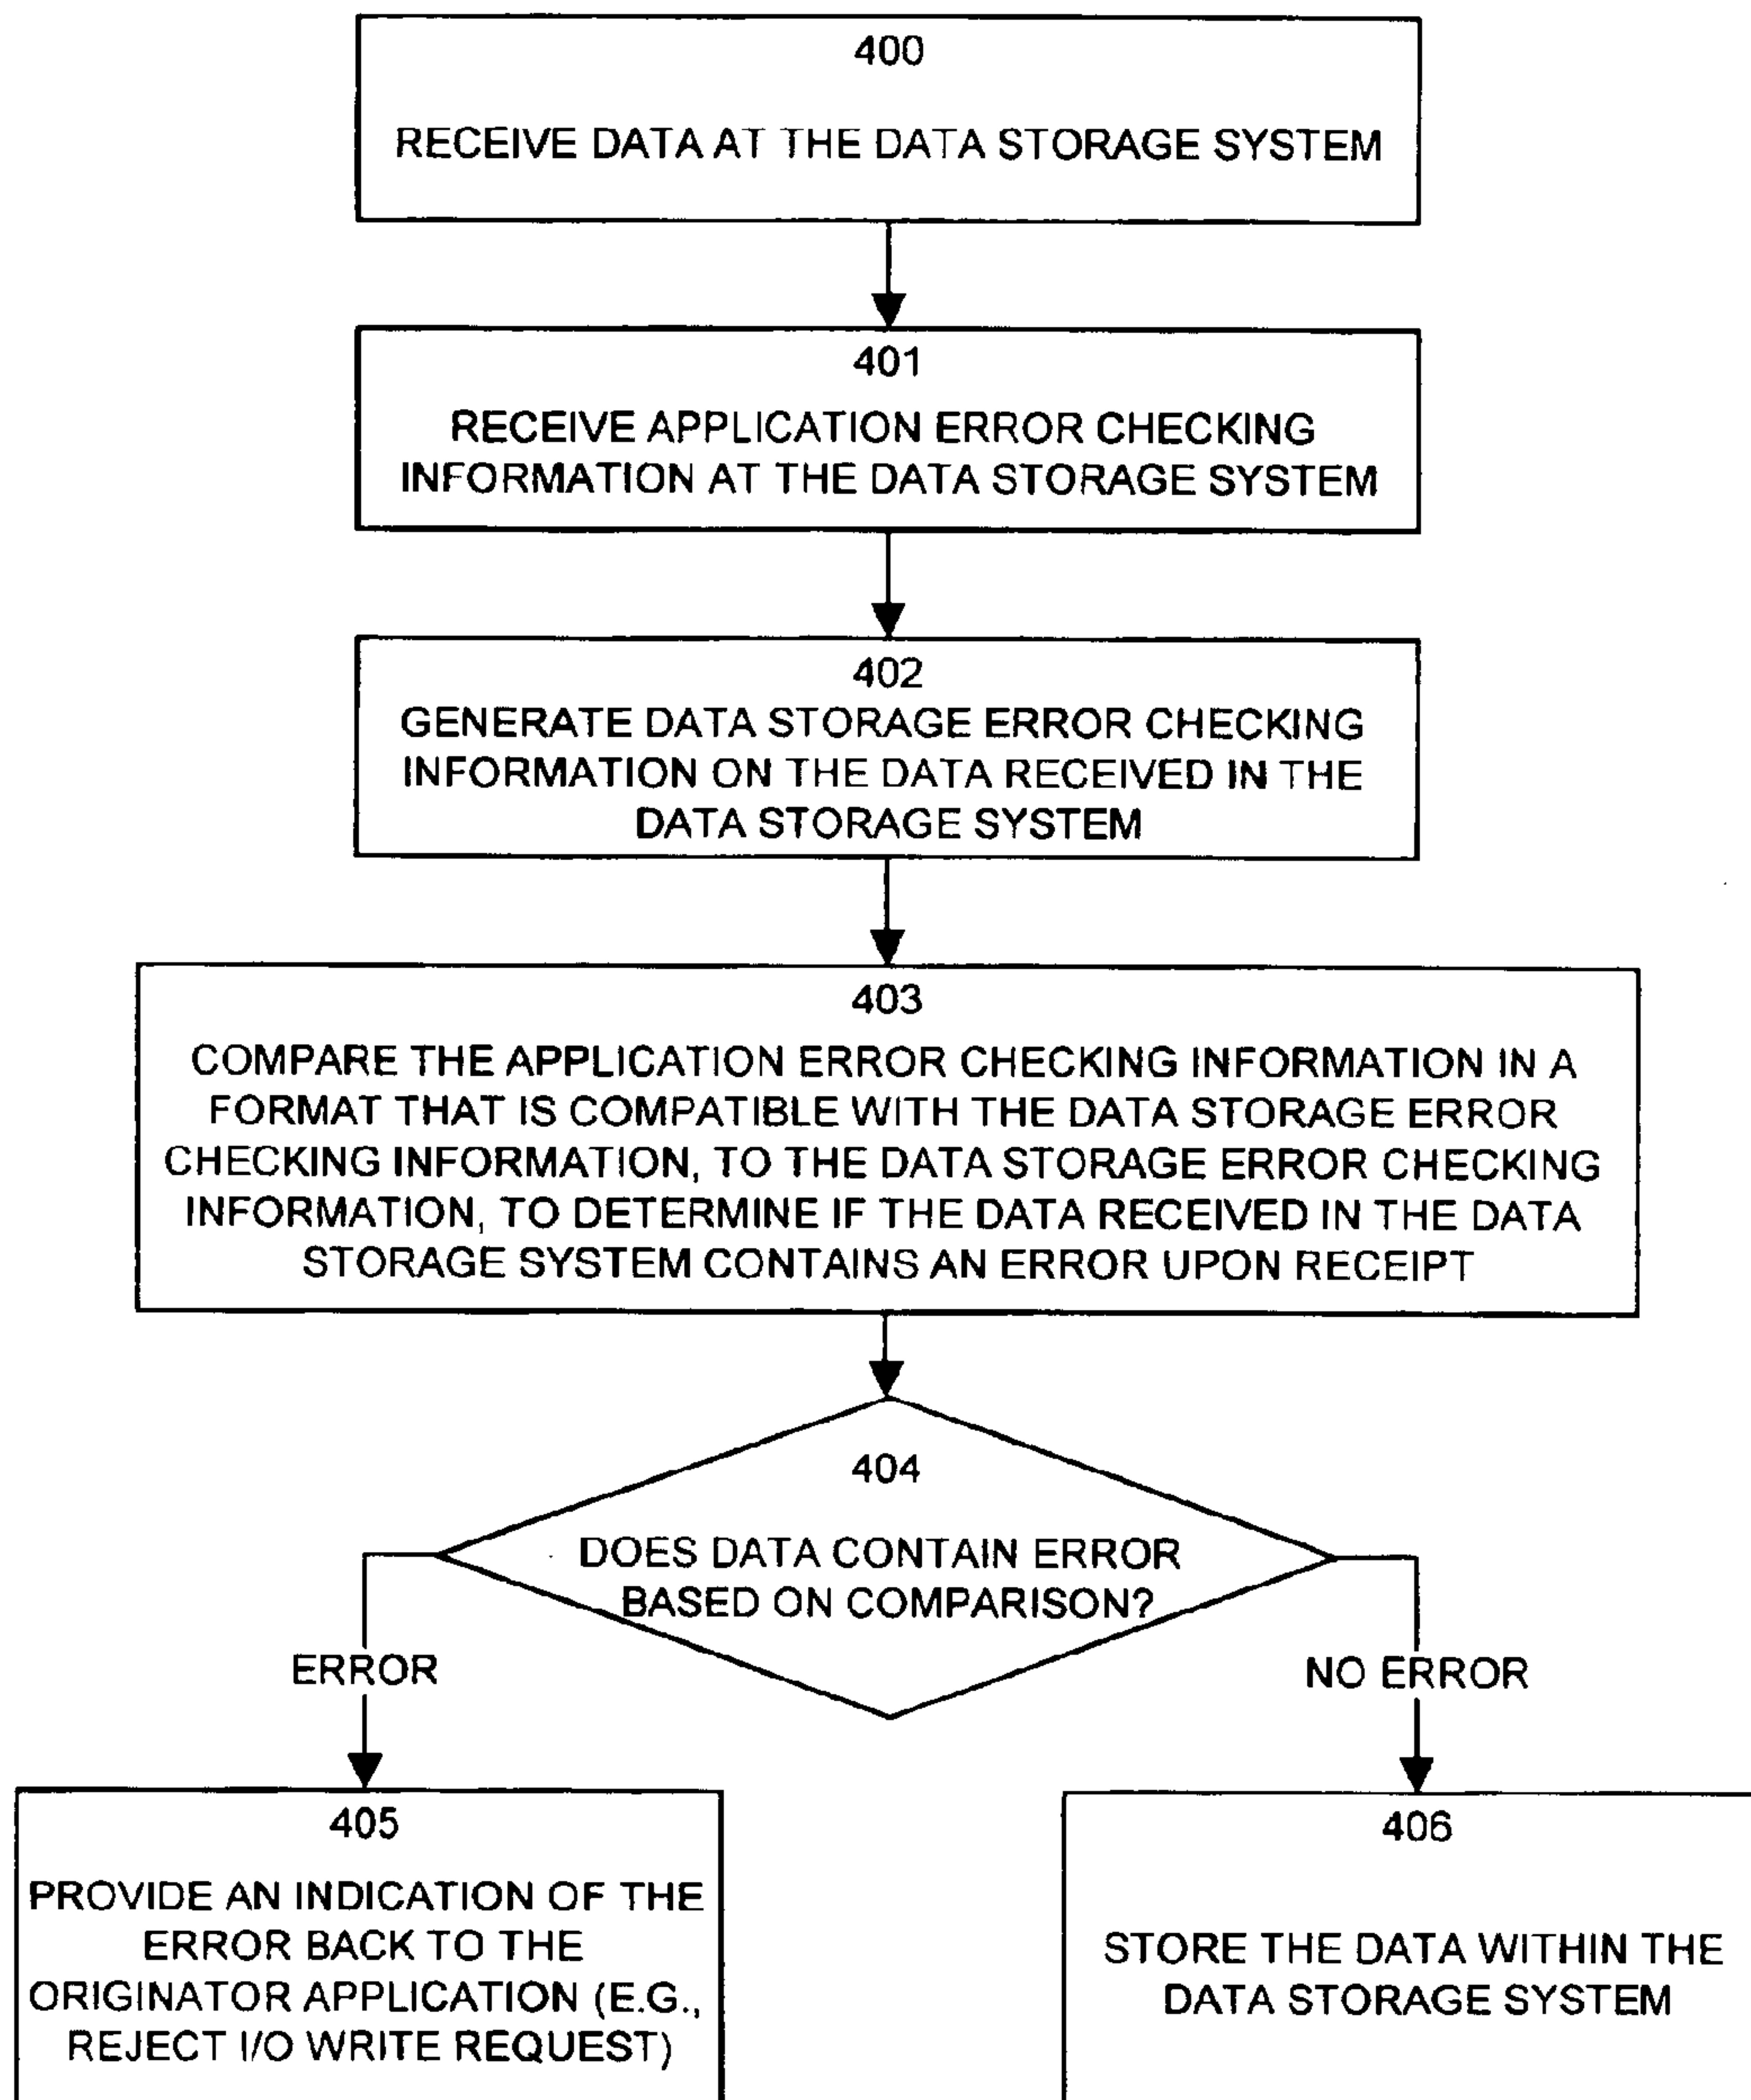 400
RECEIVE DATA AT THE DATA STORAGE SYSTEM
401
RECEIVE APPLICATION ERROR CHECKING
INFORMATION AT THE DATA STORAGE SYSTEM
402
GENERATE DATA STORAGE ERROR CHECKING
INFORMATION ON THE DATA RECEIVED IN THE
DATA STORAGE SYSTEM
403
COMPARE THE APPLICATION ERROR CHECKING INFORMATION IN A
FORMAT THAT IS COMPATIBLE WITH THE DATA STORAGE ERROR
CHECKING INFORMATION, TO THE DATA STORAGE ERROR CHECKING
INFORMATION, TO DETERMINE IF THE DATA RECEIVED IN THE DATA
STORAGE SYSTEM CONTAINS AN ERROR UPON RECEIPT
404
DOES DATA CONTAIN ERROR
BASED ON COMPARISON?
ERROR
NO ERROR
405
PROVIDE AN INDICATION OF THE
ERROR BACK TO THE
ORIGINATOR APPLICATION (E.G.,
REJECT I/O WRITE REQUEST)
406
STORE THE DATA WITHIN THE
DATA STORAGE SYSTEM